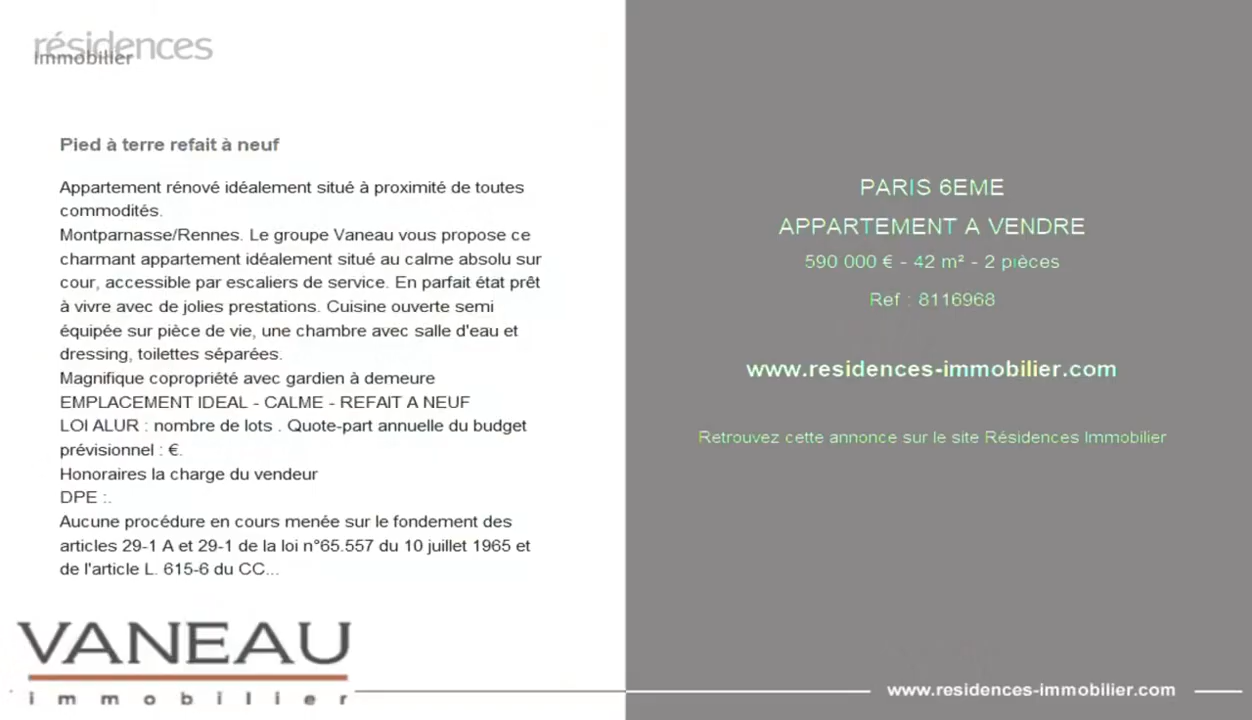 résidences
Immobilier
Pied à terre refait à neuf
Appartement rénové idéalement situé à proximité de toutes
commodités.
Montparnasse/Rennes. Le groupe Vaneau vous propose ce
charmant appartement idéalement situé au calme absolu sur
cour, accessible par escaliers de service. En parfait état prêt
à vivre avec de jolies prestations. Cuisine ouverte semi
équipée sur pièce de vie, une chambre avec salle d'eau et
dressing, toilettes séparées.
Magnifique copropriété avec gardien à demeure
EMPLACEMENT IDEAL - CALME - REFAIT A NEUF
LOI ALUR : nombre de lots . Quote-part annuelle du budget
prévisionnel : €.
Honoraires la charge du vendeur
DPE :.
Aucune procédure en cours menée sur le fondement des
articles 29-1 A et 29-1 de la loi n°65.557 du 10 juillet 1965 et
de l'article L. 615-6 du CC...
VANEAU
immobilier
PARIS 6EME
APPARTEMENT A VENDRE
590 000 € - 42 m² - 2 pièces
Ref : 8116968
www.residences-immobilier.com
Retrouvez cette annonce sur le site Résidences Immobilier
www.residences-immobilier.com